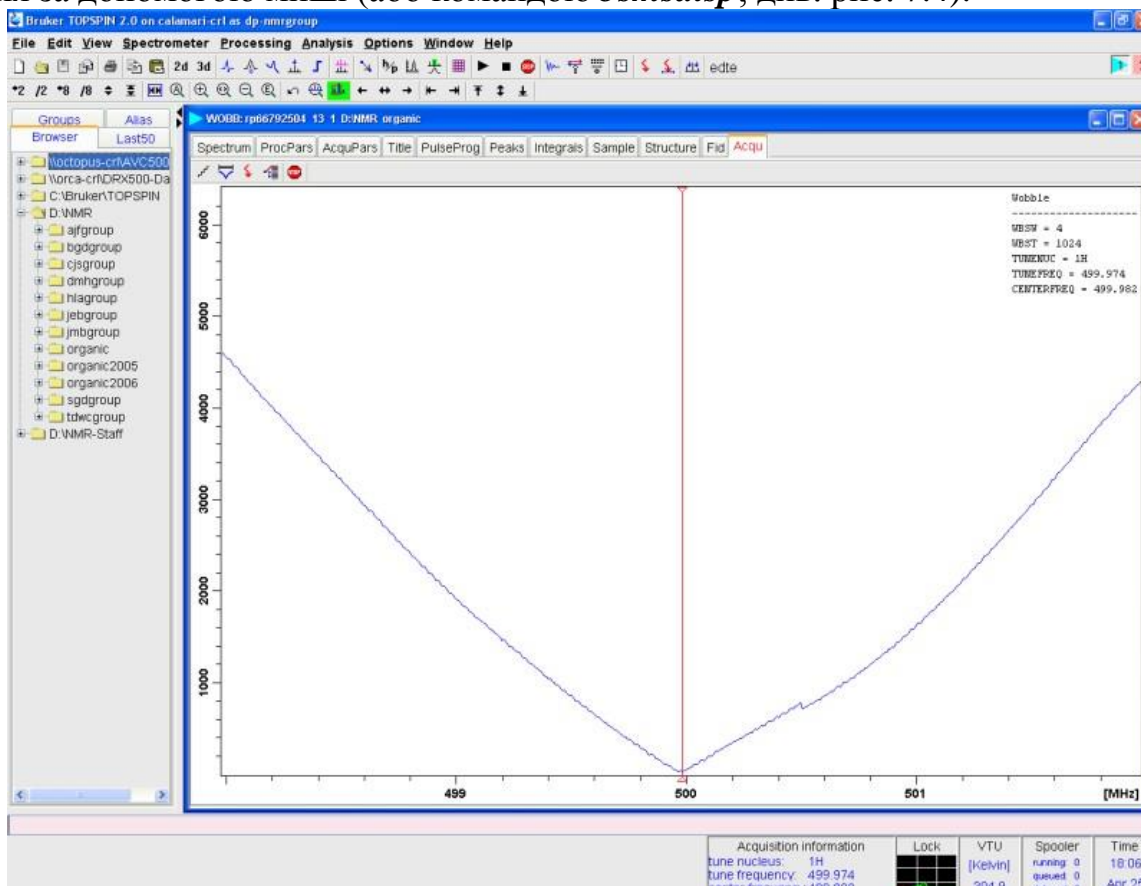 за допомогою миші (або командою
Bruker TOPSPIN 2.0 on calamari-crl as dp-nmrgroup
File Edit View Spectrometer Processing Analysis Options Window Help
2d 3d edte
*2 /2 *8 /8
Groups Alias
Browser Last50
\\octopus-crl\AVC500
\\orca-crl\DRX500-Da
C:\Bruker\TOPSPIN
D:\NMR
ajfgroup
bgdgroup
cjsgroup
dmhgroup
hlagroup
jebgroup
jmbgroup
organic
organic2005
organic2006
sgdgroup
tdwcgroup
D:\NMR-Staff
WOBB: rp66792504 13 1 D:\NMR organic
Spectrum ProcPars AcquPars Title PulseProg Peaks Integrals Sample Structure Fid Acqu
Wobble
--------------------
WBSW = 4
WBST = 1024
TUNENUC = 1H
TUNEFREQ = 499.974
CENTERFREQ = 499.982
6000
5000
4000
3000
2000
1000
499 500 501 [MHz]
Acquisition information
tune nucleus: 1H
tune frequency: 499.974
Lock
VTU
[Kelvin]
Spooler
running: 0
queued: 0
Time
18:06